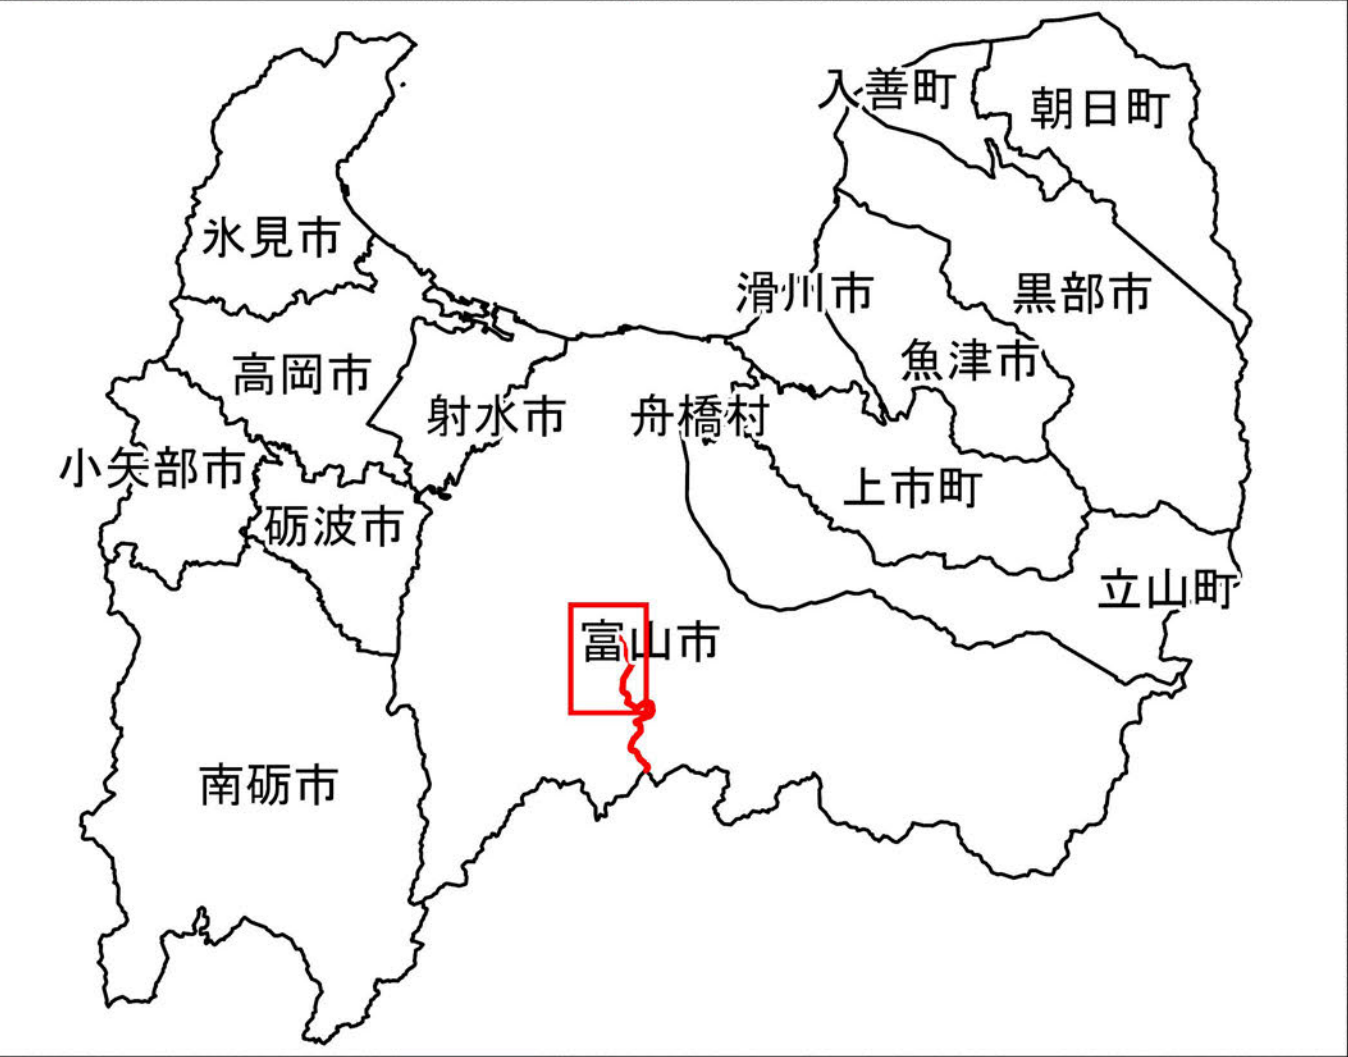 入善町
朝日町
氷見市
滑川市
黒部市
高岡市
魚津市
射水市
舟橋村
小矢部市
上市町
砺波市
立山町
富山市
南砺市